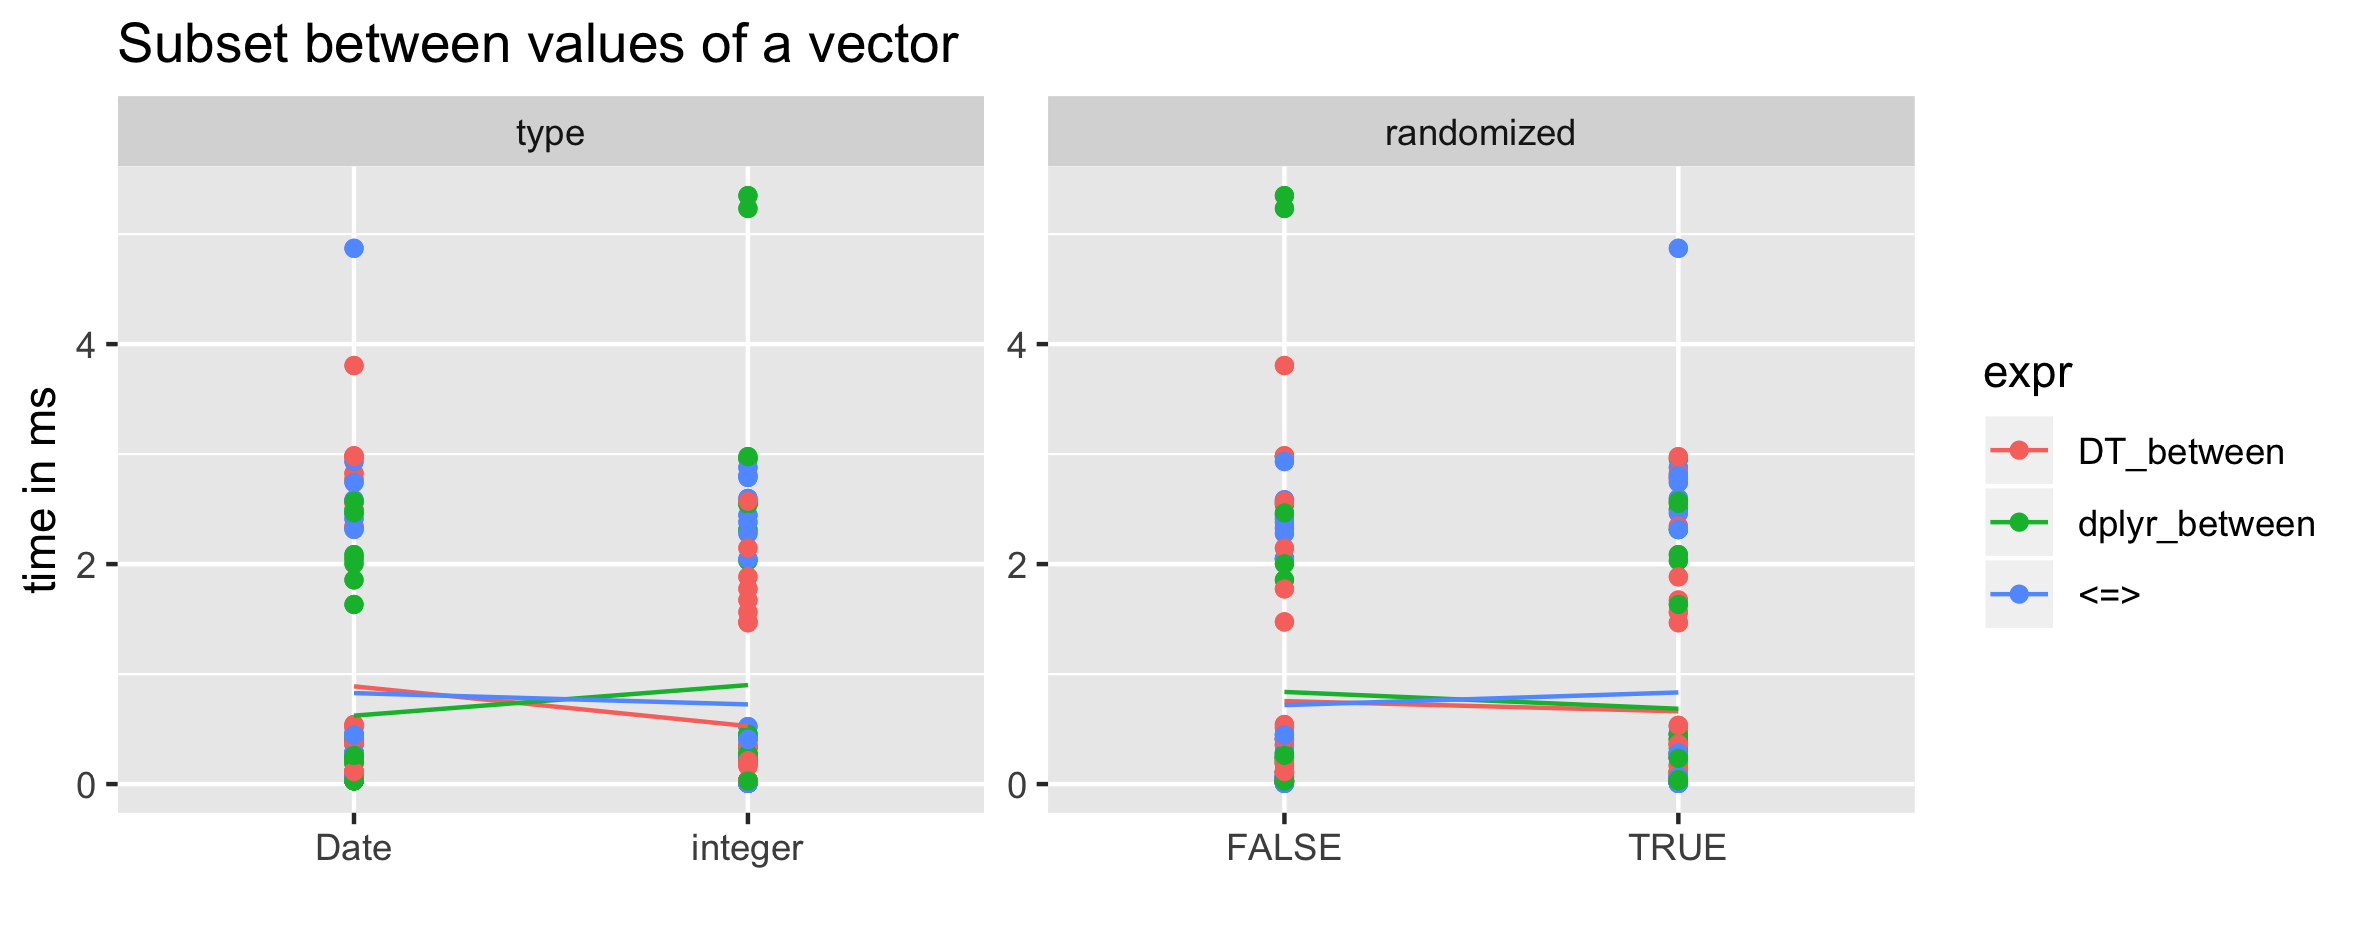 Subset between values of a vector
type
randomized
time in ms
4
2
0
4
2
0
Date
integer
FALSE
TRUE
expr
DT_between
dplyr_between
<=>